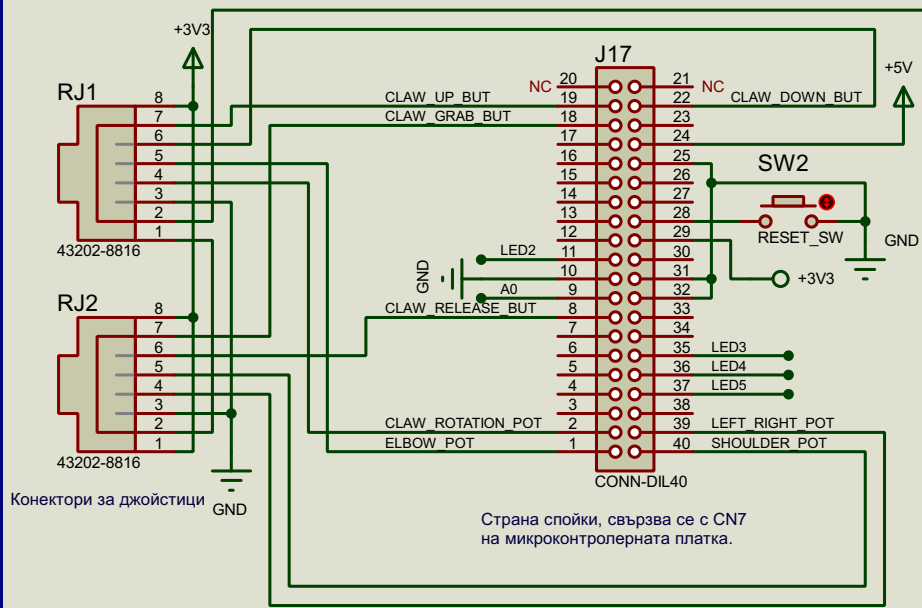 +3V3
RJ1
8
7
6
5
4
3
2
1
43202-8816
RJ2
8
7
6
5
4
3
2
1
43202-8816
Конектори за джойстици
GND
J17
NC 20
CLAW_UP_BUT 19
CLAW_GRAB_BUT 18
17
16
15
14
13
12
LED2 11
GND
10
A0 9
CLAW_RELEASE_BUT 8
7
6
5
4
3
CLAW_ROTATION_POT 2
ELBOW_POT 1
21 NC
22 CLAW_DOWN_BUT
23
24
25
26
27
28
29
30
31
32
33
34
35 LED3
36 LED4
37 LED5
38
39 LEFT_RIGHT_POT
40 SHOULDER_POT
CONN-DIL40
+5V
SW2
RESET_SW
GND
+3V3
Страна спойки, свързва се с CN7
на микроконтролерната платка.